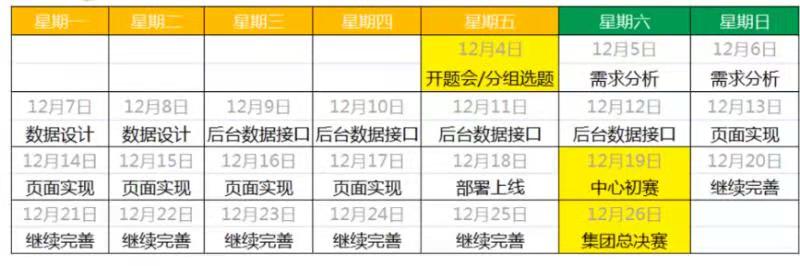 星期一 星期二 星期三 星期四 星期五 星期六 星期日
12月4日 12月5日 12月6日
开题会/分组选题 需求分析 需求分析
12月7日 12月8日 12月9日 12月10日 12月11日 12月12日 12月13日
数据设计 数据设计 后台数据接口 后台数据接口 后台数据接口 后台数据接口 页面实现
12月14日 12月15日 12月16日 12月17日 12月18日 12月19日 12月20日
页面实现 页面实现 页面实现 页面实现 部署上线 中心初赛 继续完善
12月21日 12月22日 12月23日 12月24日 12月25日 12月26日
继续完善 继续完善 继续完善 继续完善 继续完善 集团总决赛